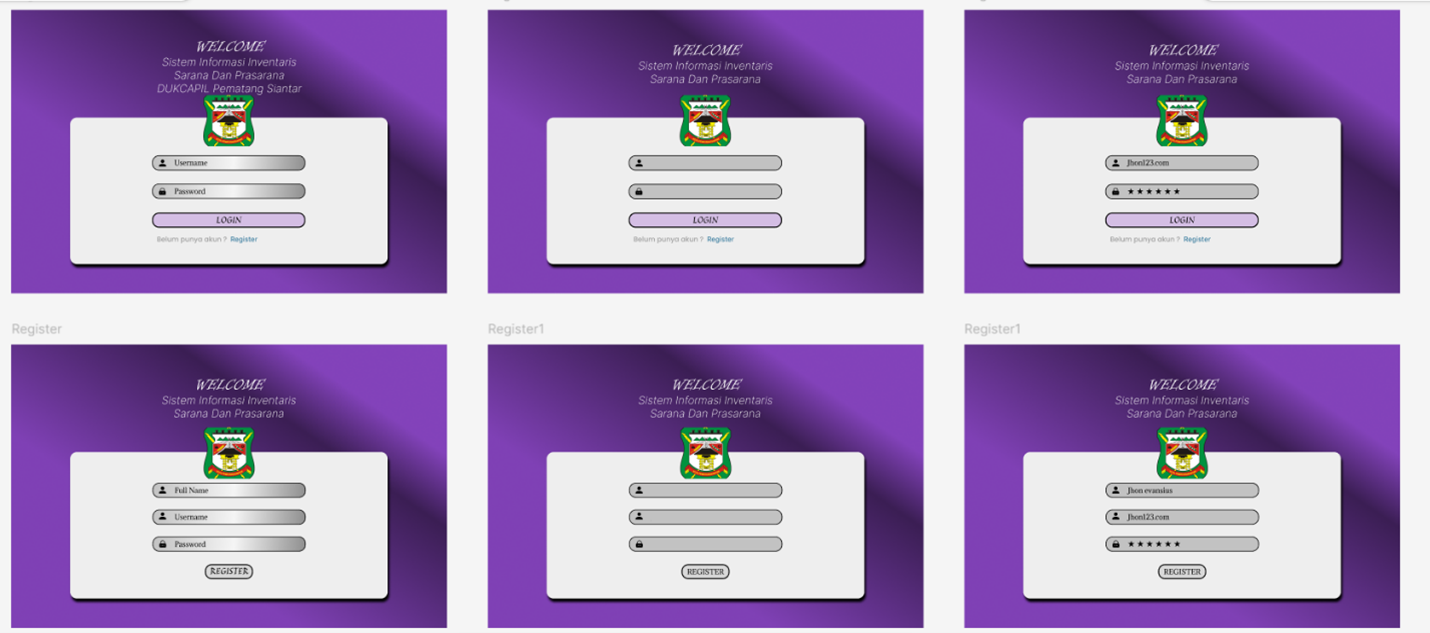 WELCOME
Sistem Informasi Inventaris
Sarana Dan Prasarana
DUKCAPIL Pematang Siantar
Username
Password
LOGIN
Belum punya akun ? Register
WELCOME
Sistem Informasi Inventaris
Sarana Dan Prasarana
LOGIN
Belum punya akun ? Register
WELCOME
Sistem Informasi Inventaris
Sarana Dan Prasarana
Jhon123.com
★ ★ ★ ★ ★ ★
LOGIN
Belum punya akun ? Register
Register
WELCOME
Sistem Informasi Inventaris
Sarana Dan Prasarana
Full Name
Username
Password
REGISTER
Register1
WELCOME
Sistem Informasi Inventaris
Sarana Dan Prasarana
REGISTER
Register1
WELCOME
Sistem Informasi Inventaris
Sarana Dan Prasarana
Jhon evansius
Jhon123.com
★ ★ ★ ★ ★ ★
REGISTER